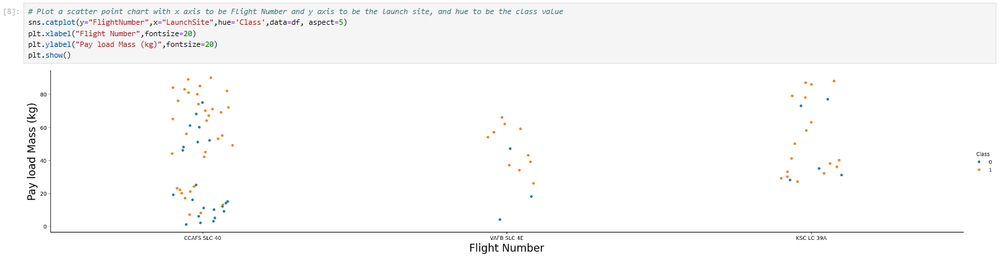 [8]:
# Plot a scatter point chart with x axis to be Flight Number and y axis to be the launch site, and hue to be the class value
sns.catplot(y="FlightNumber",x="LaunchSite",hue='Class',data=df, aspect=5)
plt.xlabel("Flight Number",fontsize=20)
plt.ylabel("Pay load Mass (kg)",fontsize=20)
plt.show()
Pay load Mass (kg)
80
60
40
20
0
CCAFS SLC 40
VAFB SLC 4E
KSC LC 39A
Flight Number
Class
0
1